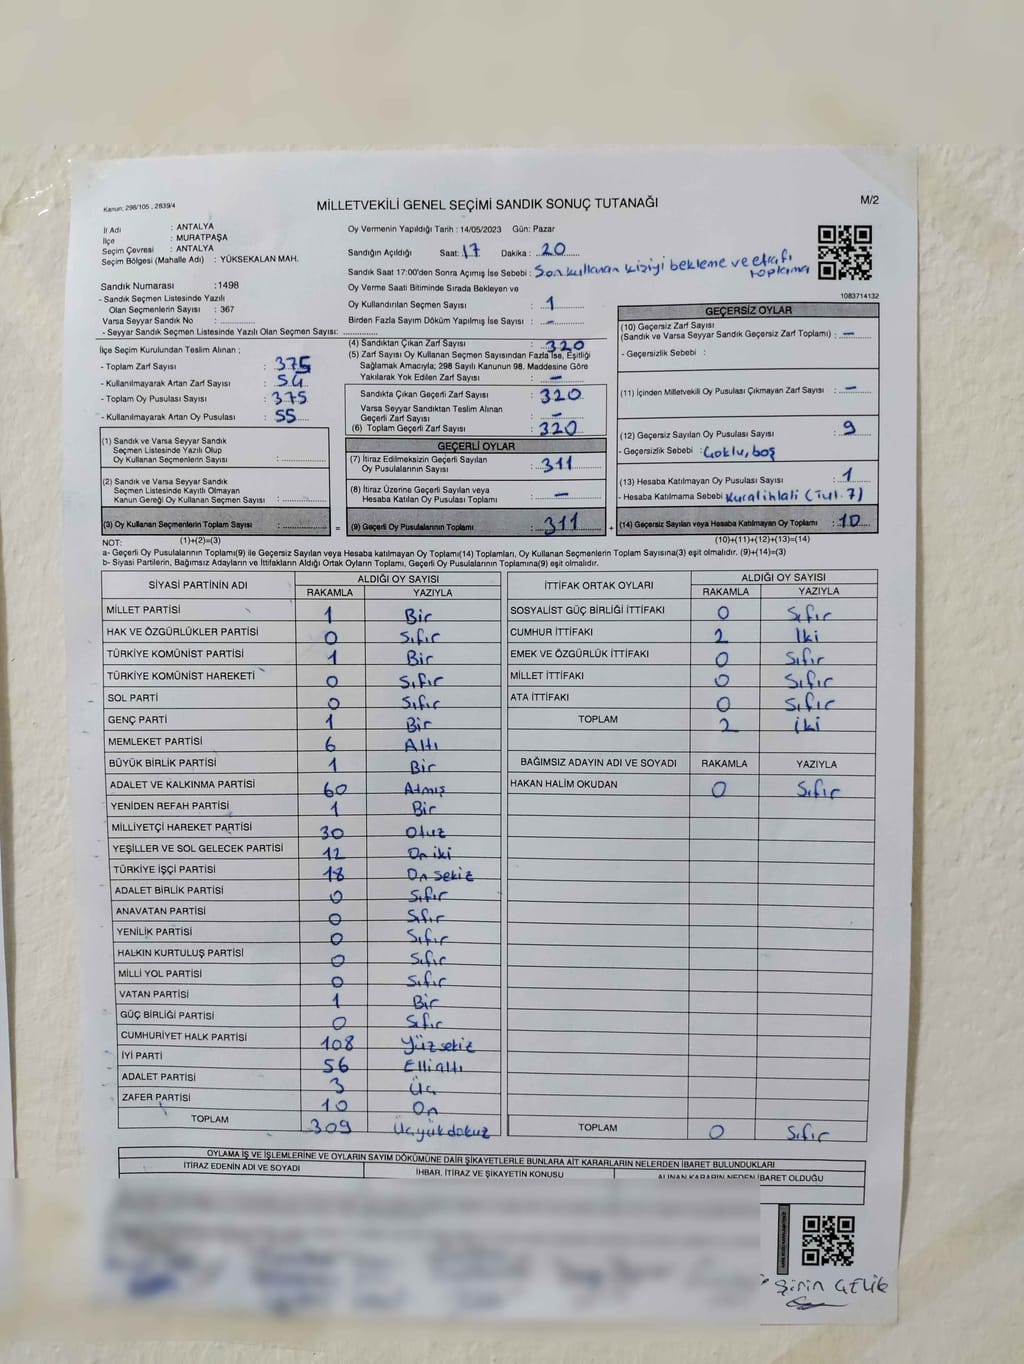 Kanun: 298/105, 2839/4
MİLLETVEKİLİ GENEL SEÇİMİ SANDIK SONUÇ TUTANAĞI
M/2
İl Adı : ANTALYA
İlçe : MURATPAŞA
Seçim Çevresi : ANTALYA
Seçim Bölgesi (Mahalle Adı) : YÜKSEKALAN MAH.
Sandık Numarası :1498
- Sandık Seçmen Listesinde Yazılı
Olan Seçmenlerin Sayısı : 367
Varsa Seyyar Sandık No :
- Seyyar Sandık Seçmen Listesinde Yazılı Olan Seçmen Sayısı:
Oy Vermenin Yapıldığı Tarih : 14/05/2023 Gün: Pazar
Sandığın Açıldığı Saat: 17 Dakika : 20
Sandık Saat 17:00'den Sonra Açımış İse Sebebi : Son kullanan kişiyi bekleme ve etrafı
toplama
Oy Verme Saati Bitiminde Sırada Bekleyen ve
Oy Kullandırılan Seçmen Sayısı : 1
Birden Fazla Sayım Döküm Yapılmış İse Sayısı : -
1083714132
İlçe Seçim Kurulundan Teslim Alınan ;
- Toplam Zarf Sayısı : 375
- Kullanılmayarak Artan Zarf Sayısı : 54
- Toplam Oy Pusulası Sayısı : 375
- Kullanılmayarak Artan Oy Pusulası : 55
(1) Sandık ve Varsa Seyyar Sandık
Seçmen Listesinde Yazılı Olup
Oy Kullanan Seçmenlerin Sayısı :
(2) Sandık ve Varsa Seyyar Sandık
Seçmen Listesinde Kayıtlı Olmayan
Kanun Gereği Oy Kullanan Seçmen Sayısı :
(3) Oy Kullanan Seçmenlerin Toplam Sayısı :
(4) Sandıktan Çıkan Zarf Sayısı : 320
(5) Zarf Sayısı Oy Kullanan Seçmen Sayısından Fazla İse, Eşitliği
Sağlamak Amacıyla; 298 Sayılı Kanunun 98. Maddesine Göre
Yakılarak Yok Edilen Zarf Sayısı : -
Sandıkta Çıkan Geçerli Zarf Sayısı : 320
Varsa Seyyar Sandıktan Teslim Alınan
Geçerli Zarf Sayısı : -
(6) Toplam Geçerli Zarf Sayısı : 320
GEÇERLİ OYLAR
(7) İtiraz Edilmeksizin Geçerli Sayılan
Oy Pusulalarının Sayısı : 311
(8) İtiraz Üzerine Geçerli Sayılan veya
Hesaba Katılan Oy Pusulası Sayısı : -
= (9) Geçerli Oy Pusulalarının Toplamı : 311 +
GEÇERSİZ OYLAR
(10) Geçersiz Zarf Sayısı
(Sandık ve Varsa Seyyar Sandık Geçersiz Zarf Toplamı) : -
- Geçersizlik Sebebi :
(11) İçinden Milletvekili Oy Pusulası Çıkmayan Zarf Sayısı : -
(12) Geçersiz Sayılan Oy Pusulası Sayısı : 9
- Geçersizlik Sebebi : Çoklu, boş
(13) Hesaba Katılmayan Oy Pusulası Sayısı : 1
- Hesaba Katılmama Sebebi : Kural ihlali (Tut. 7)
(14) Geçersiz Sayılan veya Hesaba Katılmayan Oy Toplamı : 10
NOT: (1)+(2)=(3) (10)+(11)+(12)+(13)=(14)
a- Geçerli Oy Pusulalarının Toplamı(9) ile Geçersiz Sayılan veya Hesaba katılmayan Oy Toplamı(14) Toplamları, Oy Kullanan Seçmenlerin Toplam Sayısına(3) eşit olmalıdır. (9)+(14)=(3)
b- Siyasi Partilerin, Bağımsız Adayların ve İttifakların Aldığı Ortak Oyların Toplamı, Geçerli Oy Pusulalarının Toplamına(9) eşit olmalıdır.
SİYASİ PARTİNİN ADI ALDIĞI OY SAYISI
RAKAMLA YAZIYLA
MİLLET PARTİSİ 1 Bir
HAK VE ÖZGÜRLÜKLER PARTİSİ 0 Sıfır
TÜRKİYE KOMÜNİST PARTİSİ 1 Bir
TÜRKİYE KOMÜNİST HAREKETİ 0 Sıfır
SOL PARTİ 0 Sıfır
GENÇ PARTİ 1 Bir
MEMLEKET PARTİSİ 6 Altı
BÜYÜK BİRLİK PARTİSİ 1 Bir
ADALET VE KALKINMA PARTİSİ 60 Atmış
YENİDEN REFAH PARTİSİ 1 Bir
MİLLİYETÇİ HAREKET PARTİSİ 30 Otuz
YEŞİLLER VE SOL GELECEK PARTİSİ 12 On iki
TÜRKİYE İŞÇİ PARTİSİ 18 On sekiz
ADALET BİRLİK PARTİSİ 0 Sıfır
ANAVATAN PARTİSİ 0 Sıfır
YENİLİK PARTİSİ 0 Sıfır
HALKIN KURTULUŞ PARTİSİ 0 Sıfır
MİLLİ YOL PARTİSİ 0 Sıfır
VATAN PARTİSİ 1 Bir
GÜÇ BİRLİĞİ PARTİSİ 0 Sıfır
CUMHURİYET HALK PARTİSİ 108 Yüzsekiz
İYİ PARTİ 56 Elli altı
ADALET PARTİSİ 3 Üç
ZAFER PARTİSİ 10 On
TOPLAM 309 Üçyükdokuz
İTTİFAK ORTAK OYLARI ALDIĞI OY SAYISI
RAKAMLA YAZIYLA
SOSYALİST GÜÇ BİRLİĞİ İTTİFAKI 0 Sıfır
CUMHUR İTTİFAKI 2 İki
EMEK VE ÖZGÜRLÜK İTTİFAKI 0 Sıfır
MİLLET İTTİFAKI 0 Sıfır
ATA İTTİFAKI 0 Sıfır
TOPLAM 2 iki
BAĞIMSIZ ADAYIN ADI VE SOYADI RAKAMLA YAZIYLA
HAKAN HALİM OKUDAN 0 Sıfır
TOPLAM 0 Sıfır
OYLAMA İŞ VE İŞLEMLERİNE VE OYLARIN SAYIM DÖKÜMÜNE DAİR ŞİKAYETLERLE BUNLARA AİT KARARLARIN NELERDEN İBARET BULUNDUKLARI
İTİRAZ EDENİN ADI VE SOYADI İHBAR, İTİRAZ VE ŞİKAYETİN KONUSU ALINAN KARARIN NEDEN İBARET OLDUĞU
Şirin ÇELİK